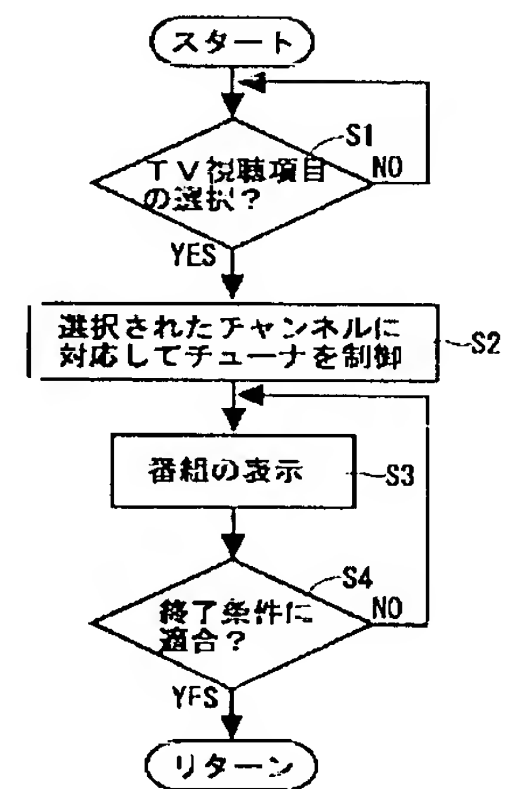 スタート
S1
TV視聴項目
の選択？
NO
YES
選択されたチャンネルに
対応してチューナを制御
S2
番組の表示
S3
S4
終了条件に
適合？
NO
YES
リターン